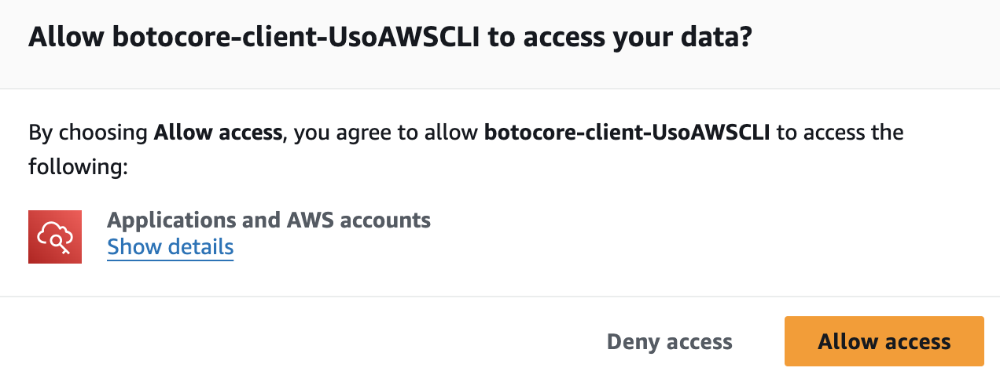 Allow botocore-client-UsoAWSCLI to access your data?
By choosing Allow access, you agree to allow botocore-client-UsoAWSCLI to access the
following:
Applications and AWS accounts
Show details
Deny access
Allow access